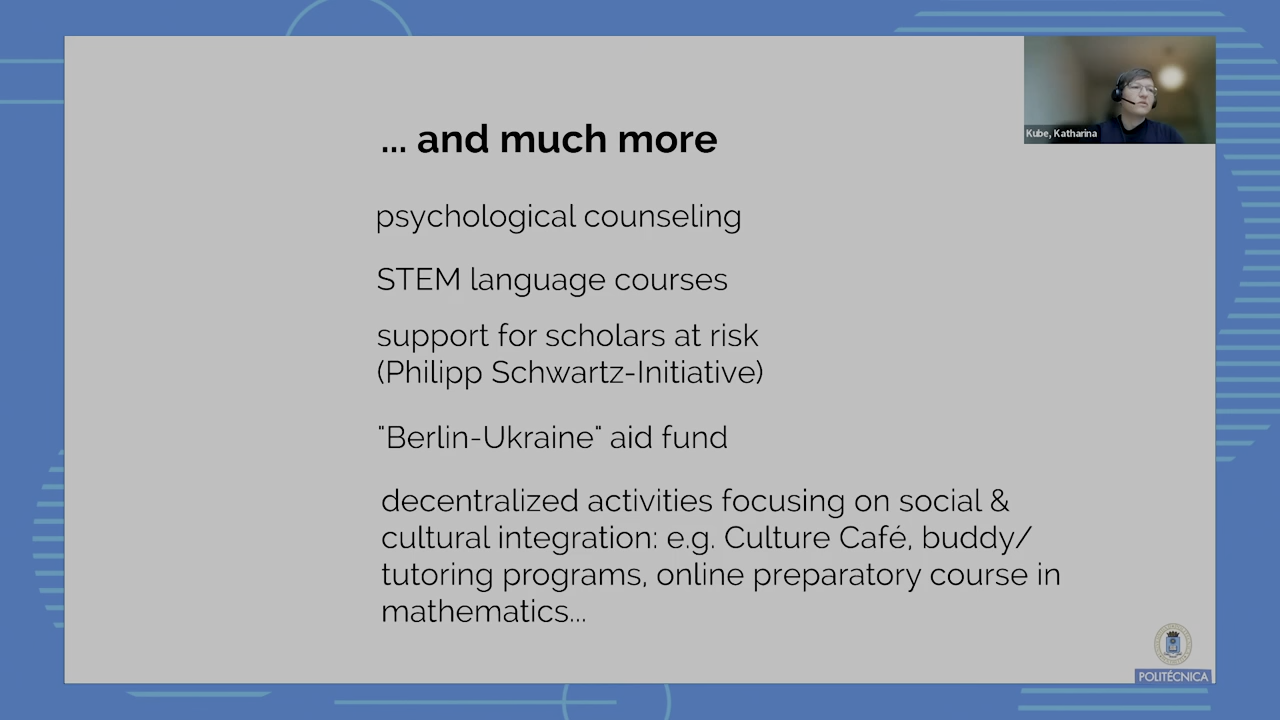 ... and much more
Kube, Katharina
psychological counseling
STEM language courses
support for scholars at risk
(Philipp Schwartz-Initiative)
"Berlin-Ukraine" aid fund
decentralized activities focusing on social &
cultural integration: e.g. Culture Café, buddy/
tutoring programs, online preparatory course in
mathematics...
POLITÉCNICA